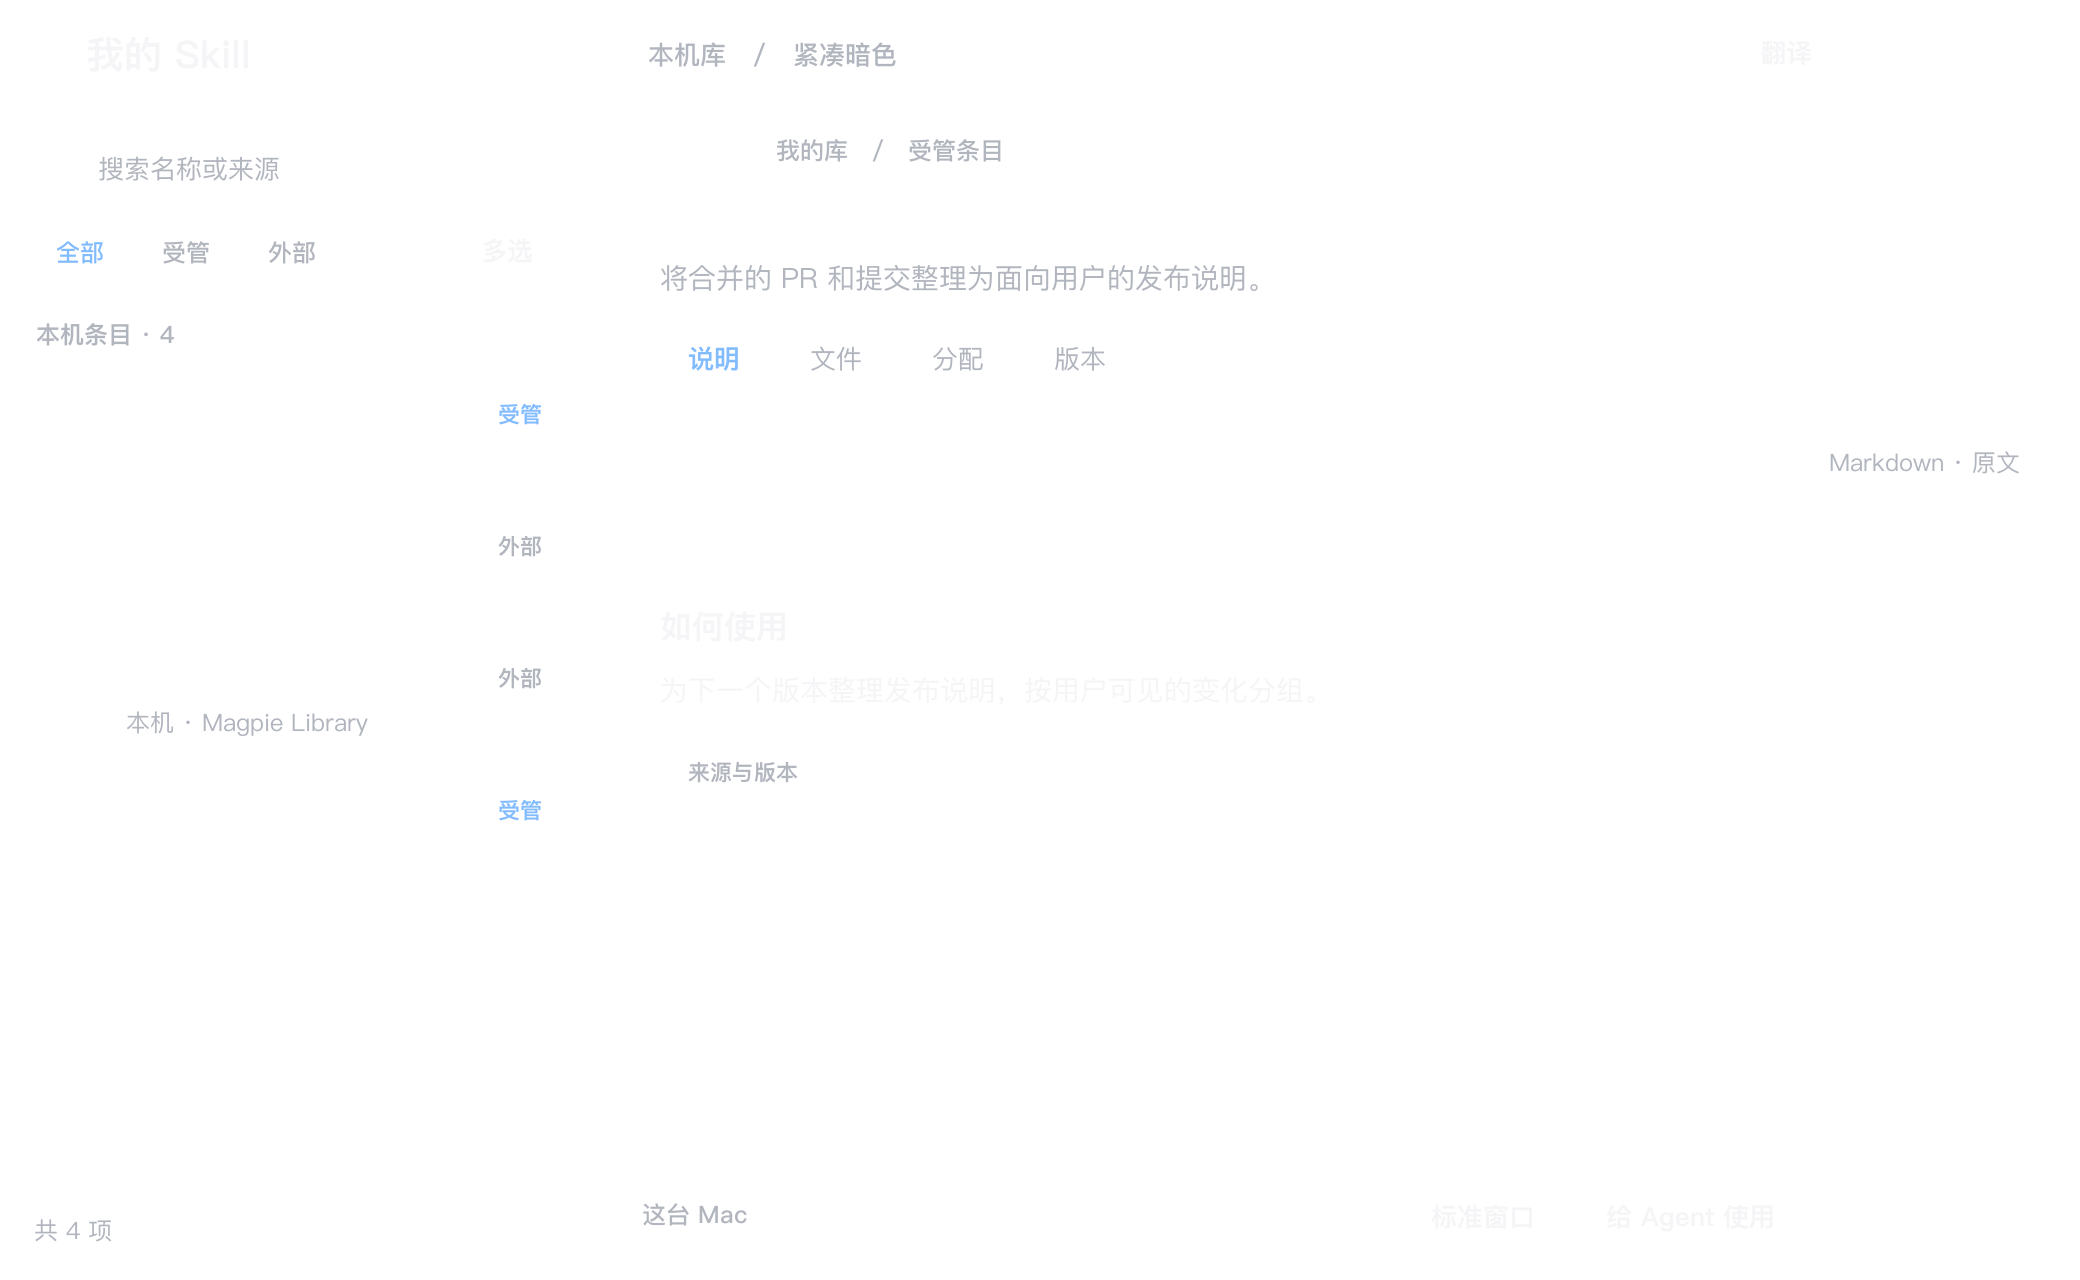 我的 Skill
搜索名称或来源
全部 受管 外部 多选
本机条目 · 4
受管
外部
外部
本机 · Magpie Library
受管
共 4 项
本机库 / 紧凑暗色
翻译
我的库 / 受管条目
将合并的 PR 和提交整理为面向用户的发布说明。
说明 文件 分配 版本
Markdown · 原文
如何使用
为下一个版本整理发布说明，按用户可见的变化分组。
来源与版本
这台 Mac
标准窗口 给 Agent 使用